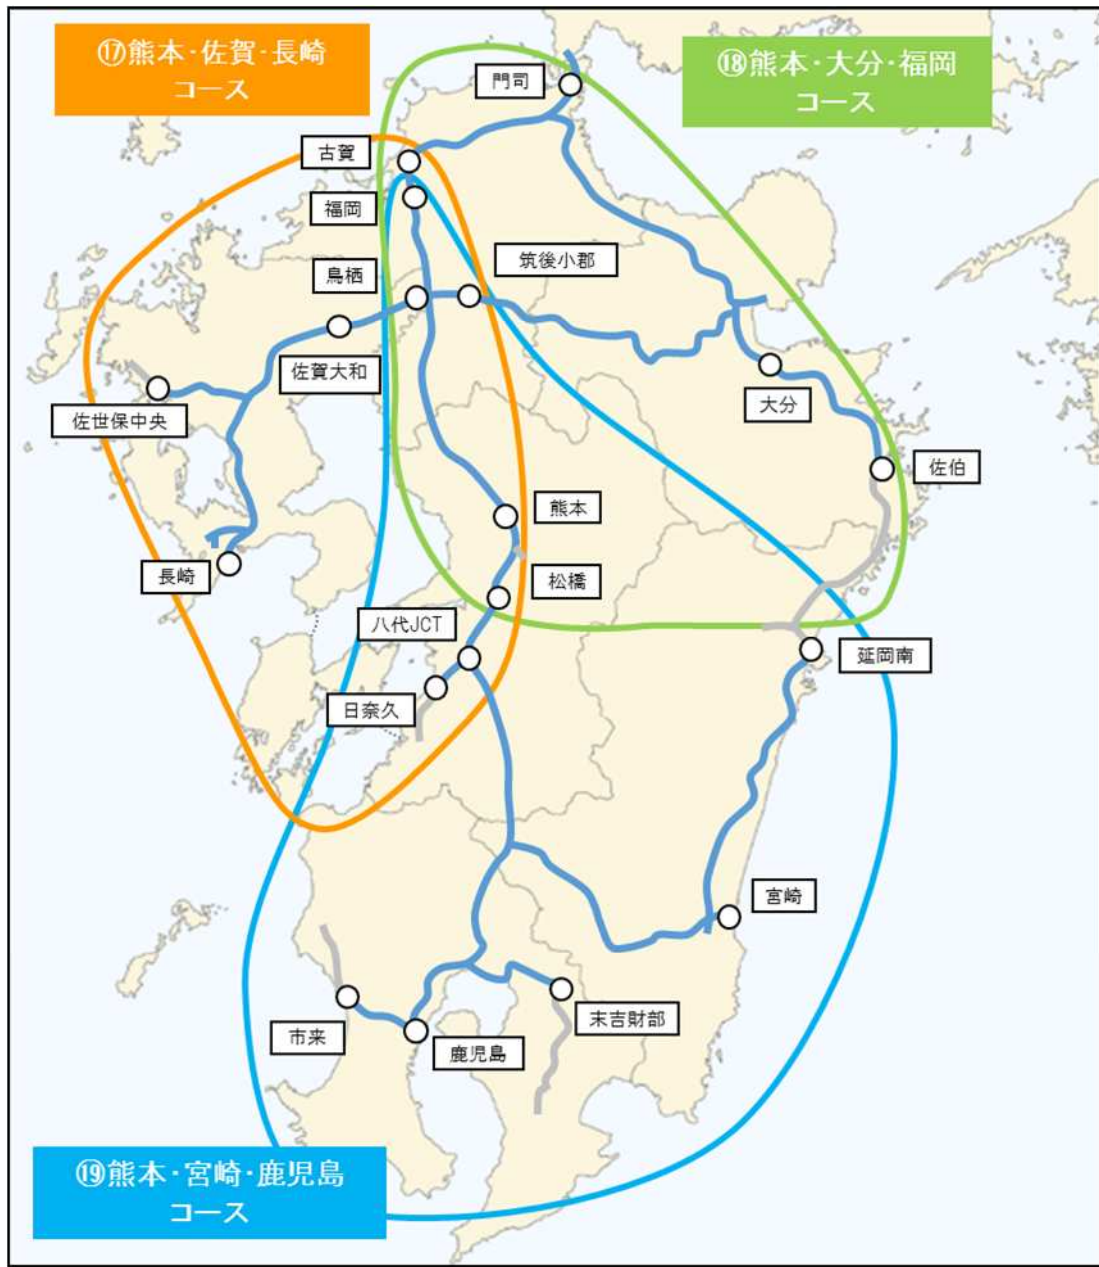 ⑰熊本・佐賀・長崎
コース
⑱熊本・大分・福岡
コース
門司
古賀
福岡
筑後小郡
鳥栖
佐賀大和
大分
佐世保中央
佐伯
熊本
長崎
松橋
八代JCT
延岡南
日奈久
宮崎
末吉財部
市来
鹿児島
⑲熊本・宮崎・鹿児島
コース